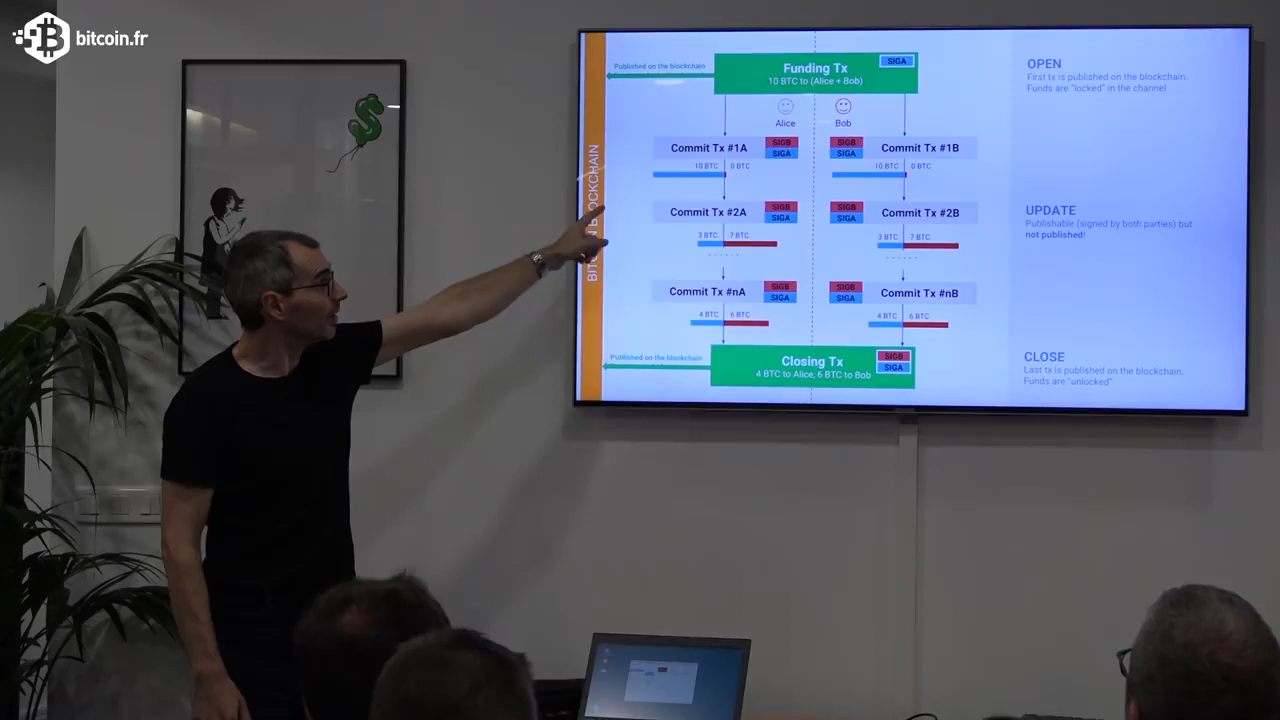 bitcoin.fr
BITCOIN BLOCKCHAIN
Published on the blockchain
Funding Tx
10 BTC to (Alice + Bob)
SIGA
Alice
Bob
Commit Tx #1A
SIGB
SIGA
SIGB
SIGA
Commit Tx #1B
10 BTC
0 BTC
10 BTC
0 BTC
Commit Tx #2A
SIGB
SIGA
SIGB
SIGA
Commit Tx #2B
3 BTC
7 BTC
3 BTC
7 BTC
Commit Tx #nA
SIGB
SIGA
SIGB
SIGA
Commit Tx #nB
4 BTC
6 BTC
4 BTC
6 BTC
Published on the blockchain
Closing Tx
4 BTC to Alice, 6 BTC to Bob
SIGB
SIGA
OPEN
First tx is published on the blockchain.
Funds are "locked" in the channel
UPDATE
Publishable (signed by both parties) but
not published!
CLOSE
Last tx is published on the blockchain.
Funds are "unlocked"